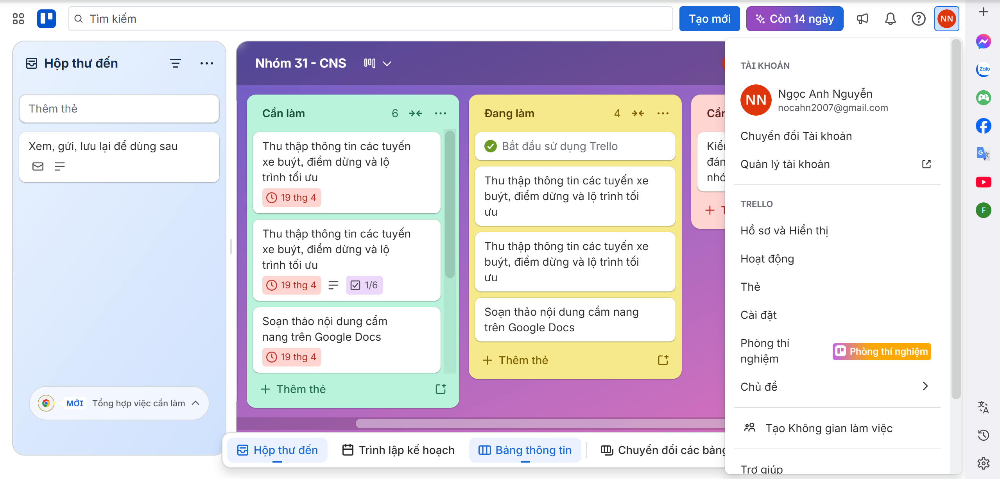 Tìm kiếm
Tạo mới
Còn 14 ngày
NN
Hộp thư đến
Thêm thẻ
Xem, gửi, lưu lại để dùng sau
MỚI Tổng hợp việc cần làm
Nhóm 31 - CNS
Cần làm 6
Thu thập thông tin các tuyến
xe buýt, điểm dừng và lộ
trình tối ưu
19 thg 4
Thu thập thông tin các tuyến
xe buýt, điểm dừng và lộ
trình tối ưu
19 thg 4 1/6
Soạn thảo nội dung cẩm
nang trên Google Docs
19 thg 4
Thêm thẻ
Đang làm 4
Bắt đầu sử dụng Trello
Thu thập thông tin các tuyến xe
buýt, điểm dừng và lộ trình tối
ưu
Thu thập thông tin các tuyến xe
buýt, điểm dừng và lộ trình tối
ưu
Soạn thảo nội dung cẩm nang
trên Google Docs
Thêm thẻ
Hộp thư đến
Trình lập kế hoạch
Bảng thông tin
Chuyển đổi các bảng
TÀI KHOẢN
NN
Ngọc Anh Nguyễn
nocahn2007@gmail.com
Chuyển đổi Tài khoản
Quản lý tài khoản
TRELLO
Hồ sơ và Hiển thị
Hoạt động
Thẻ
Cài đặt
Phòng thí
nghiệm
Phòng thí nghiệm
Chủ đề
Tạo Không gian làm việc
Trợ giúp
Zalo
F